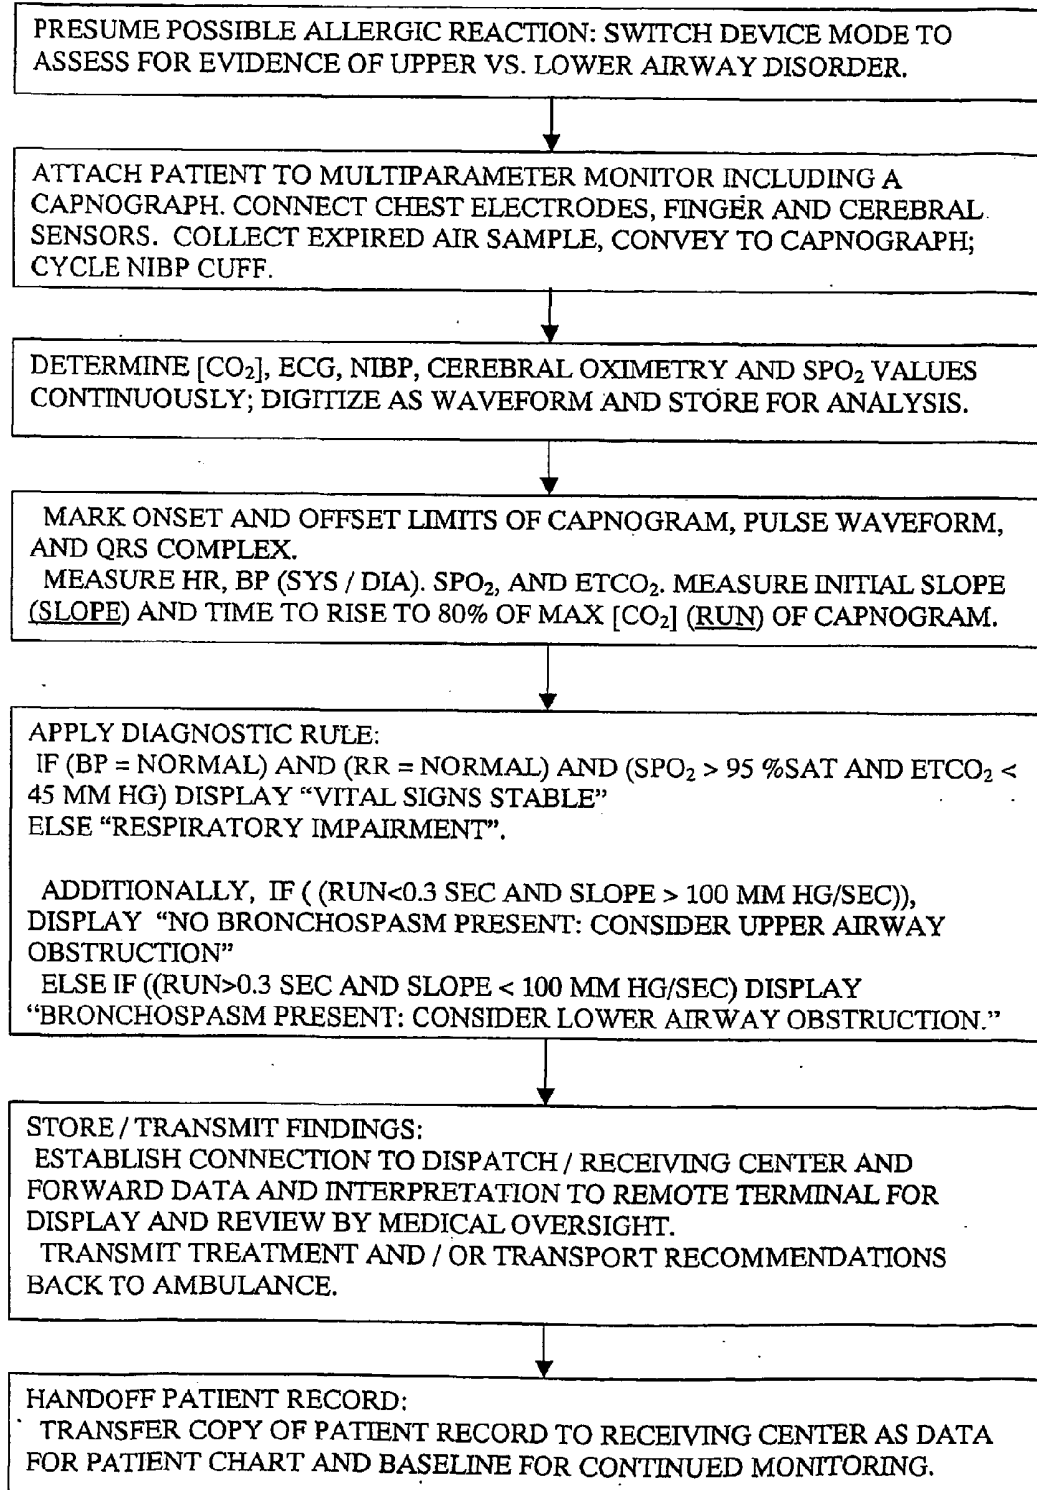 PRESUME POSSIBLE ALLERGIC REACTION: SWITCH DEVICE MODE TO
ASSESS FOR EVIDENCE OF UPPER VS. LOWER AIRWAY DISORDER.
ATTACH PATIENT TO MULTIPARAMETER MONITOR INCLUDING A
CAPNOGRAPH. CONNECT CHEST ELECTRODES, FINGER AND CEREBRAL
SENSORS. COLLECT EXPIRED AIR SAMPLE, CONVEY TO CAPNOGRAPH;
CYCLE NIBP CUFF.
DETERMINE [CO₂], ECG, NIBP, CEREBRAL OXIMETRY AND SPO₂ VALUES
CONTINUOUSLY; DIGITIZE AS WAVEFORM AND STORE FOR ANALYSIS.
MARK ONSET AND OFFSET LIMITS OF CAPNOGRAM, PULSE WAVEFORM,
AND QRS COMPLEX.
MEASURE HR, BP (SYS / DIA). SPO₂, AND ETCO₂. MEASURE INITIAL SLOPE
(SLOPE) AND TIME TO RISE TO 80% OF MAX [CO₂] (RUN) OF CAPNOGRAM.
APPLY DIAGNOSTIC RULE:
IF (BP = NORMAL) AND (RR = NORMAL) AND (SPO₂ > 95 %SAT AND ETCO₂ <
45 MM HG) DISPLAY “VITAL SIGNS STABLE”
ELSE “RESPIRATORY IMPAIRMENT”.
ADDITIONALLY, IF ( (RUN<0.3 SEC AND SLOPE > 100 MM HG/SEC)),
DISPLAY “NO BRONCHOSPASM PRESENT: CONSIDER UPPER AIRWAY
OBSTRUCTION”
ELSE IF ((RUN>0.3 SEC AND SLOPE < 100 MM HG/SEC) DISPLAY
“BRONCHOSPASM PRESENT: CONSIDER LOWER AIRWAY OBSTRUCTION.”
STORE / TRANSMIT FINDINGS:
ESTABLISH CONNECTION TO DISPATCH / RECEIVING CENTER AND
FORWARD DATA AND INTERPRETATION TO REMOTE TERMINAL FOR
DISPLAY AND REVIEW BY MEDICAL OVERSIGHT.
TRANSMIT TREATMENT AND / OR TRANSPORT RECOMMENDATIONS
BACK TO AMBULANCE.
HANDOFF PATIENT RECORD:
TRANSFER COPY OF PATIENT RECORD TO RECEIVING CENTER AS DATA
FOR PATIENT CHART AND BASELINE FOR CONTINUED MONITORING.